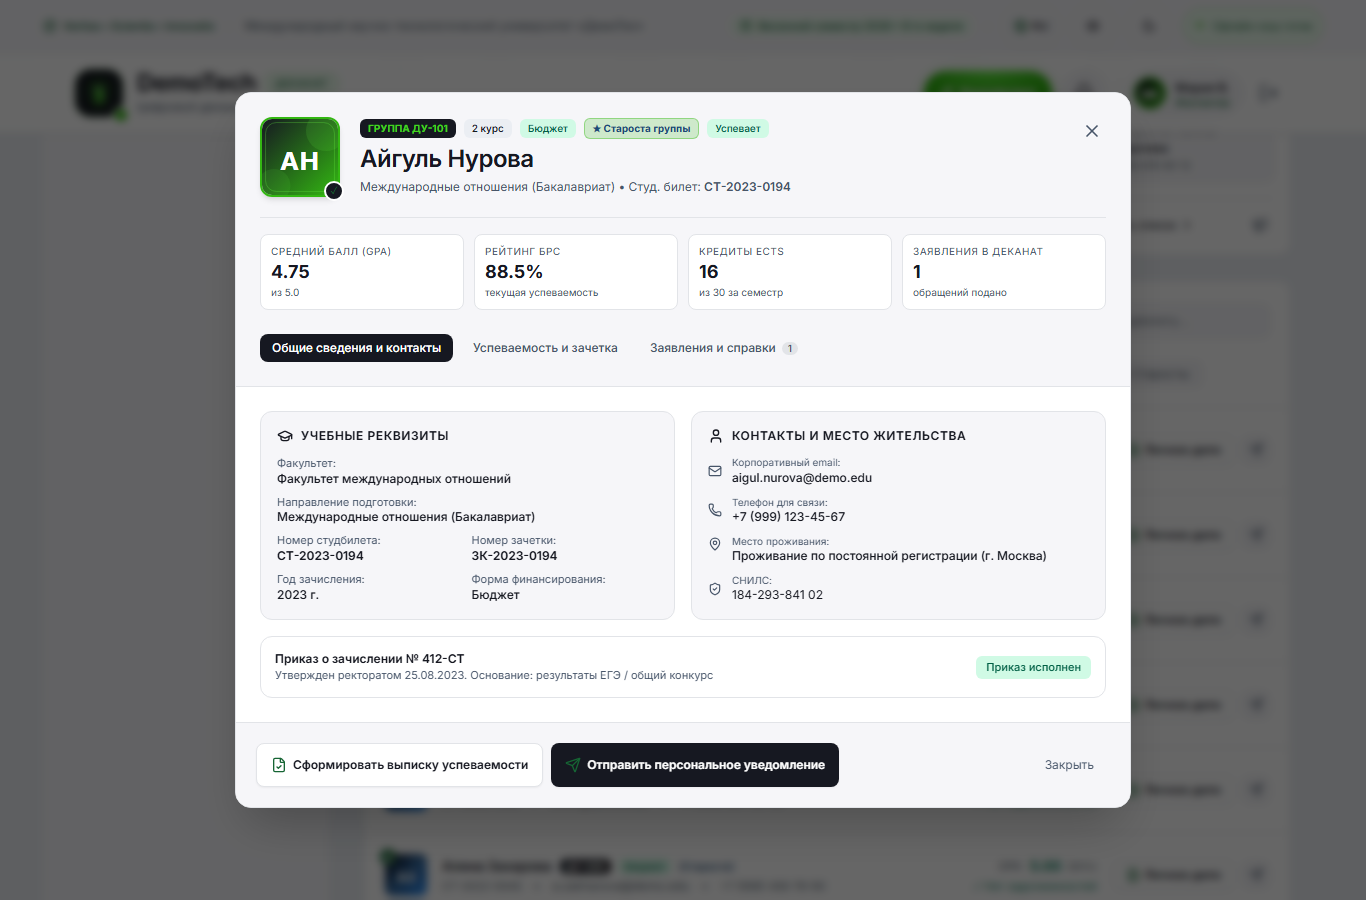 DemoTech
АН
ГРУППА ДУ-101
2 курс
Бюджет
★ Староста группы
Успевает
Айгуль Нурова
Международные отношения (Бакалавриат) • Студ. билет: СТ-2023-0194
СРЕДНИЙ БАЛЛ (GPA)
4.75
из 5.0
РЕЙТИНГ БРС
88.5%
текущая успеваемость
КРЕДИТЫ ECTS
16
из 30 за семестр
ЗАЯВЛЕНИЯ В ДЕКАНАТ
1
обращений подано
Общие сведения и контакты
Успеваемость и зачетка
Заявления и справки 1
УЧЕБНЫЕ РЕКВИЗИТЫ
Факультет:
Факультет международных отношений
Направление подготовки:
Международные отношения (Бакалавриат)
Номер студбилета:
СТ-2023-0194
Номер зачетки:
ЗК-2023-0194
Год зачисления:
2023 г.
Форма финансирования:
Бюджет
КОНТАКТЫ И МЕСТО ЖИТЕЛЬСТВА
Корпоративный email:
aigul.nurova@demo.edu
Телефон для связи:
+7 (999) 123-45-67
Место проживания:
Проживание по постоянной регистрации (г. Москва)
СНИЛС:
184-293-841 02
Приказ о зачислении № 412-СТ
Утвержден ректоратом 25.08.2023. Основание: результаты ЕГЭ / общий конкурс
Приказ исполнен
Сформировать выписку успеваемости
Отправить персональное уведомление
Закрыть